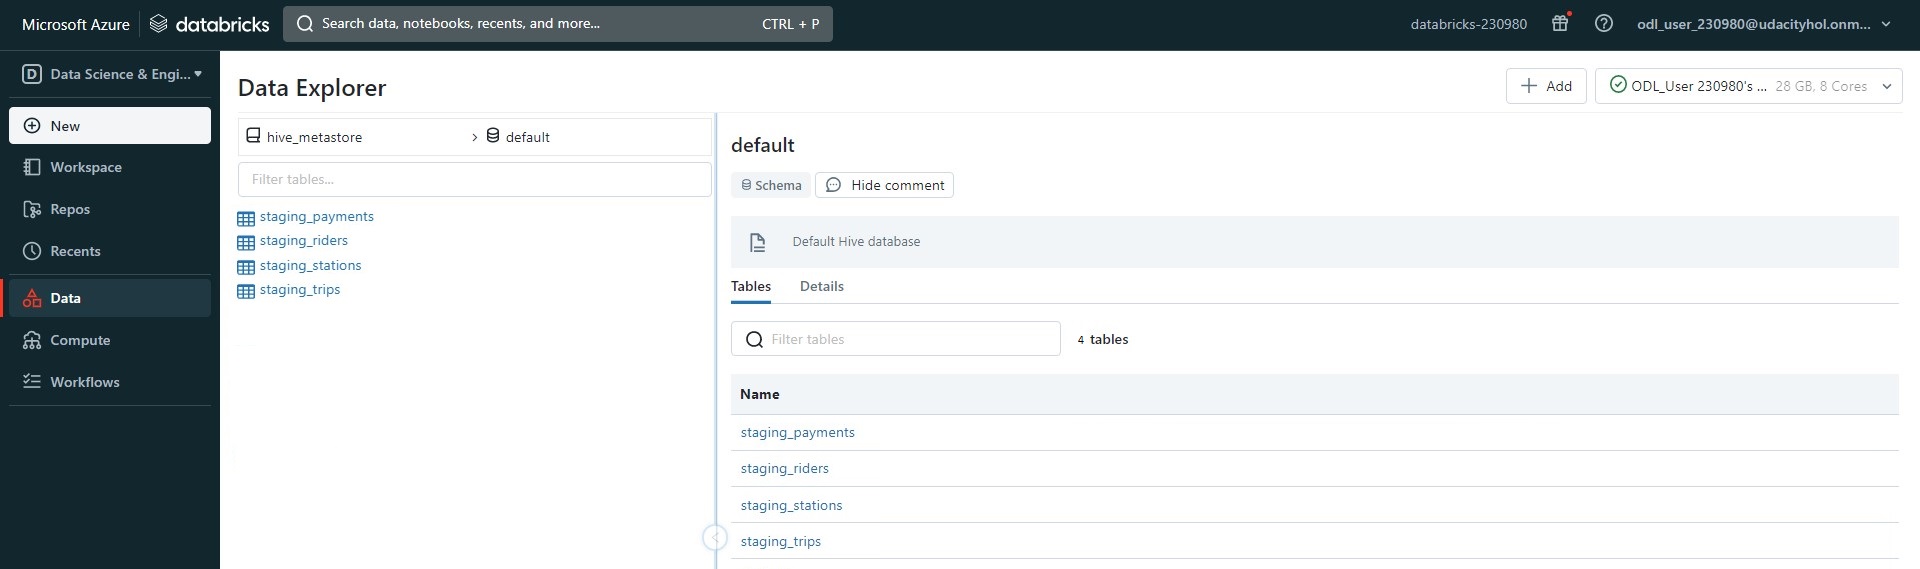 Microsoft Azure databricks Search data, notebooks, recents, and more... CTRL + P databricks-230980 odl_user_230980@udacityhol.onm...
Data Science & Engi...
New
Workspace
Repos
Recents
Data
Compute
Workflows
Data Explorer
Add ODL_User 230980's ... 28 GB, 8 Cores
hive_metastore > default
Filter tables...
staging_payments
staging_riders
staging_stations
staging_trips
default
Schema Hide comment
Default Hive database
Tables Details
Filter tables 4 tables
Name
staging_payments
staging_riders
staging_stations
staging_trips